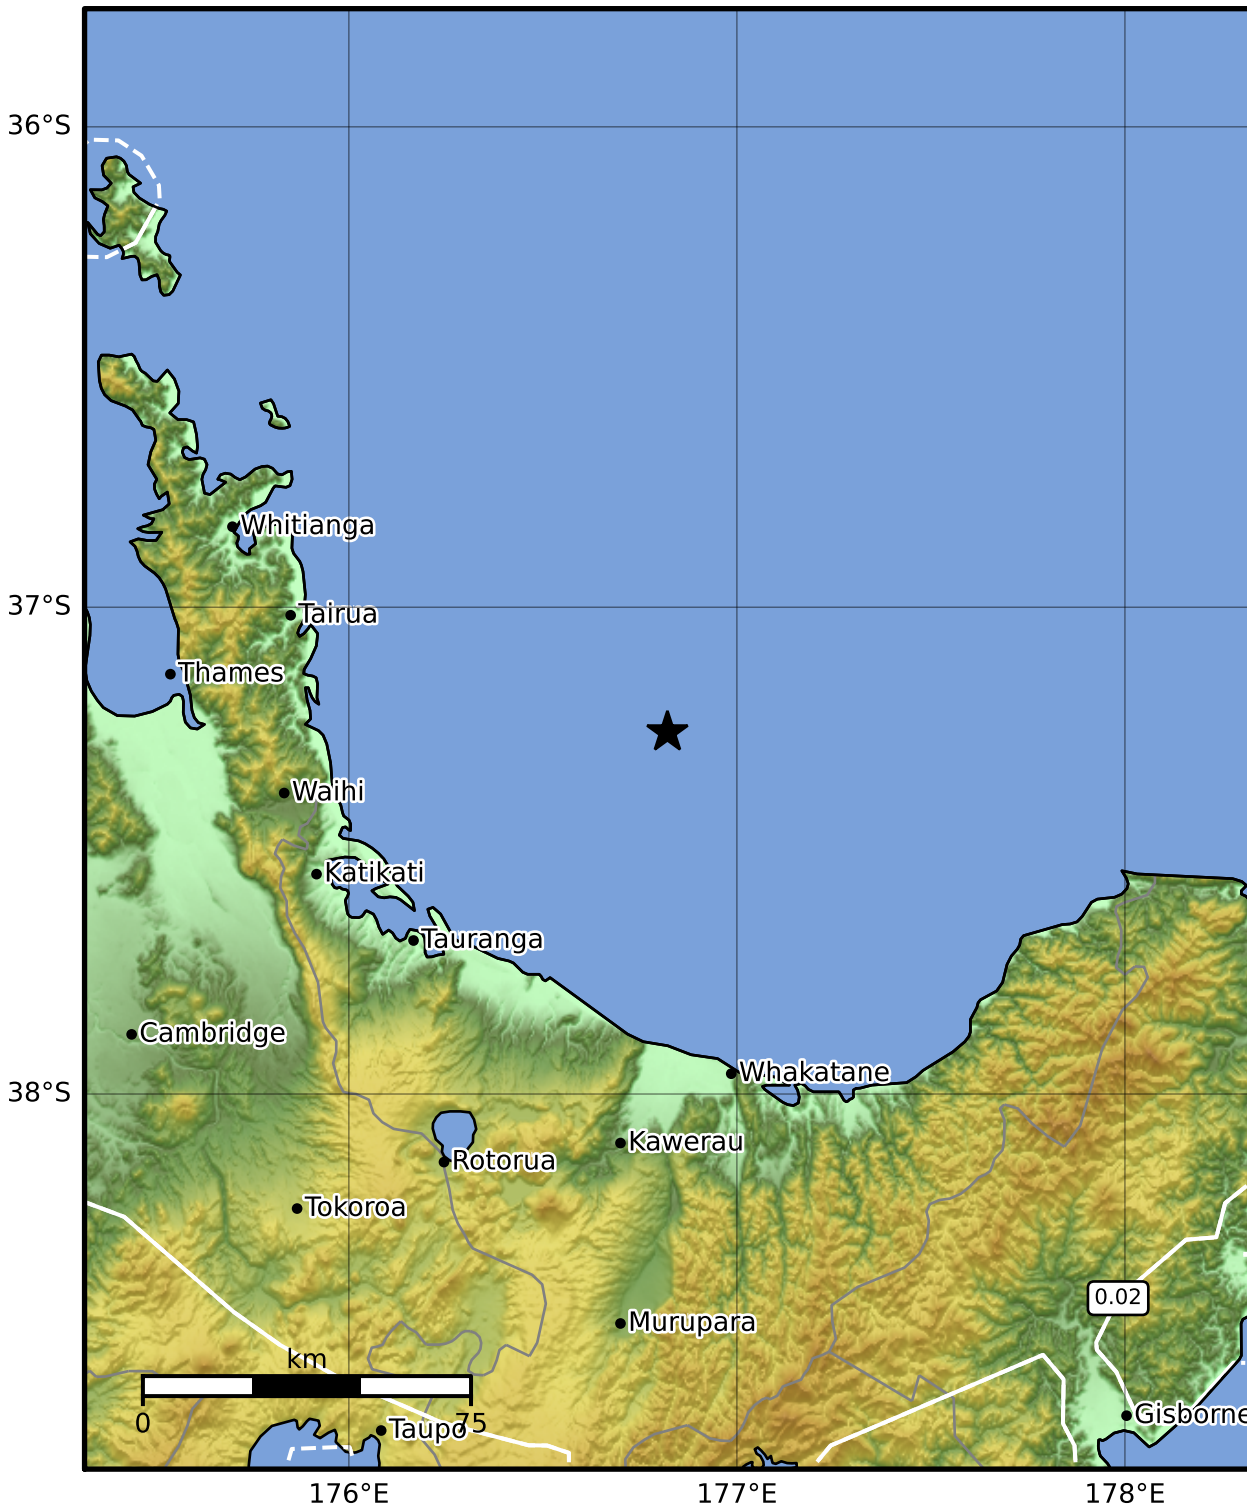 36°S
Whitianga
37°S
Tairua
Thames
Waihi
Katikati
Tauranga
Cambridge
Whakatane
38°S
Kawerau
Rotorua
Tokoroa
0.02
Murupara
km
0
75
Taupo
Gisborne
176°E
177°E
178°E